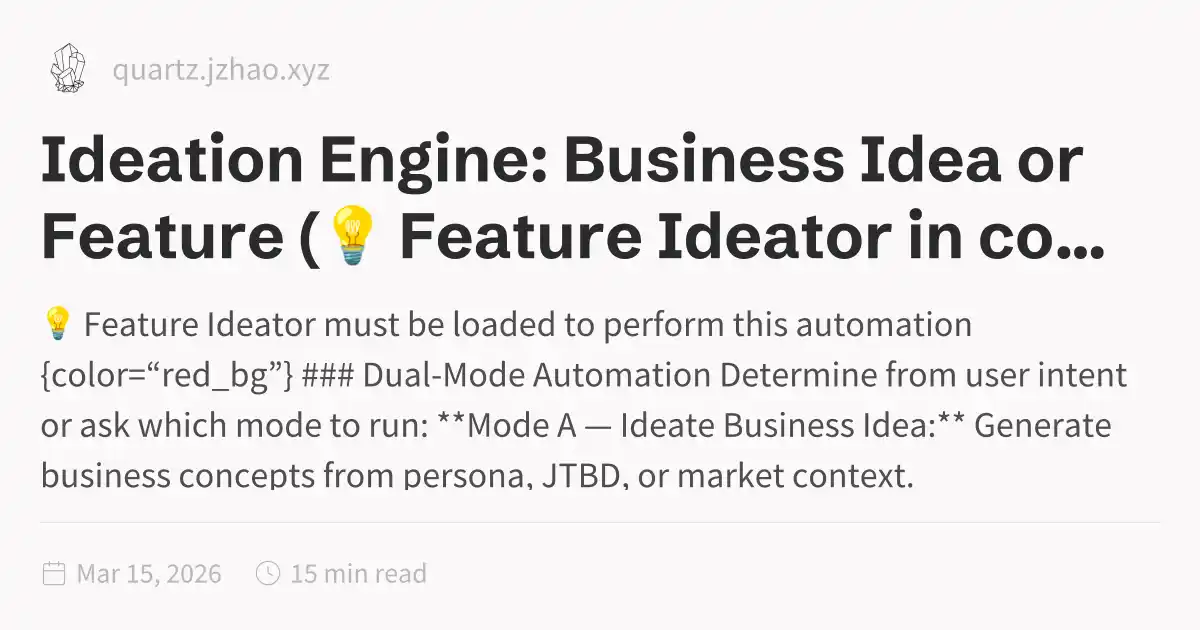 quartz.jzhao.xyz
Ideation Engine: Business Idea or
Feature (💡 Feature Ideator in co...
💡 Feature Ideator must be loaded to perform this automation
{color=“red_bg”} ### Dual-Mode Automation Determine from user intent
or ask which mode to run: **Mode A — Ideate Business Idea:** Generate
business concepts from persona, JTBD, or market context.
Mar 15, 2026 15 min read